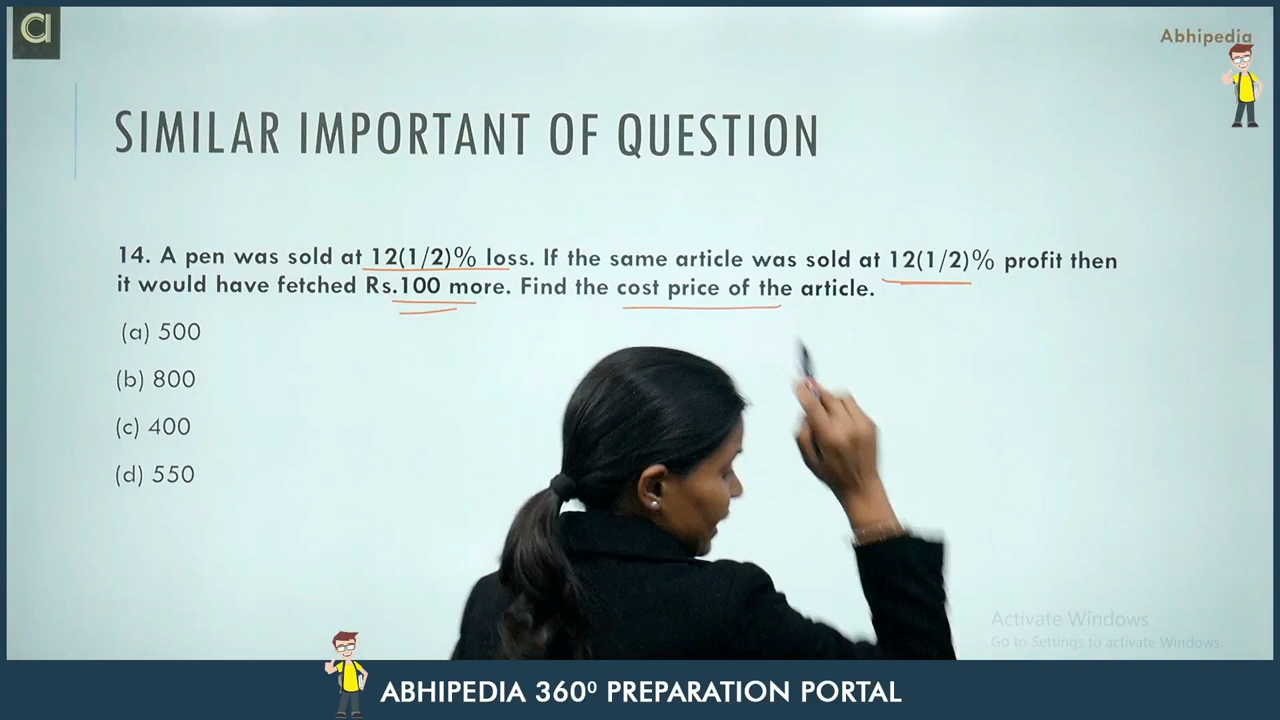 Abhipedia
SIMILAR IMPORTANT OF QUESTION
14. A pen was sold at 12(1/2)% loss. If the same article was sold at 12(1/2)% profit then
it would have fetched Rs.100 more. Find the cost price of the article.
(a) 500
(b) 800
(c) 400
(d) 550
Activate Windows
Go to Settings to activate Windows.
ABHIPEDIA 360⁰ PREPARATION PORTAL